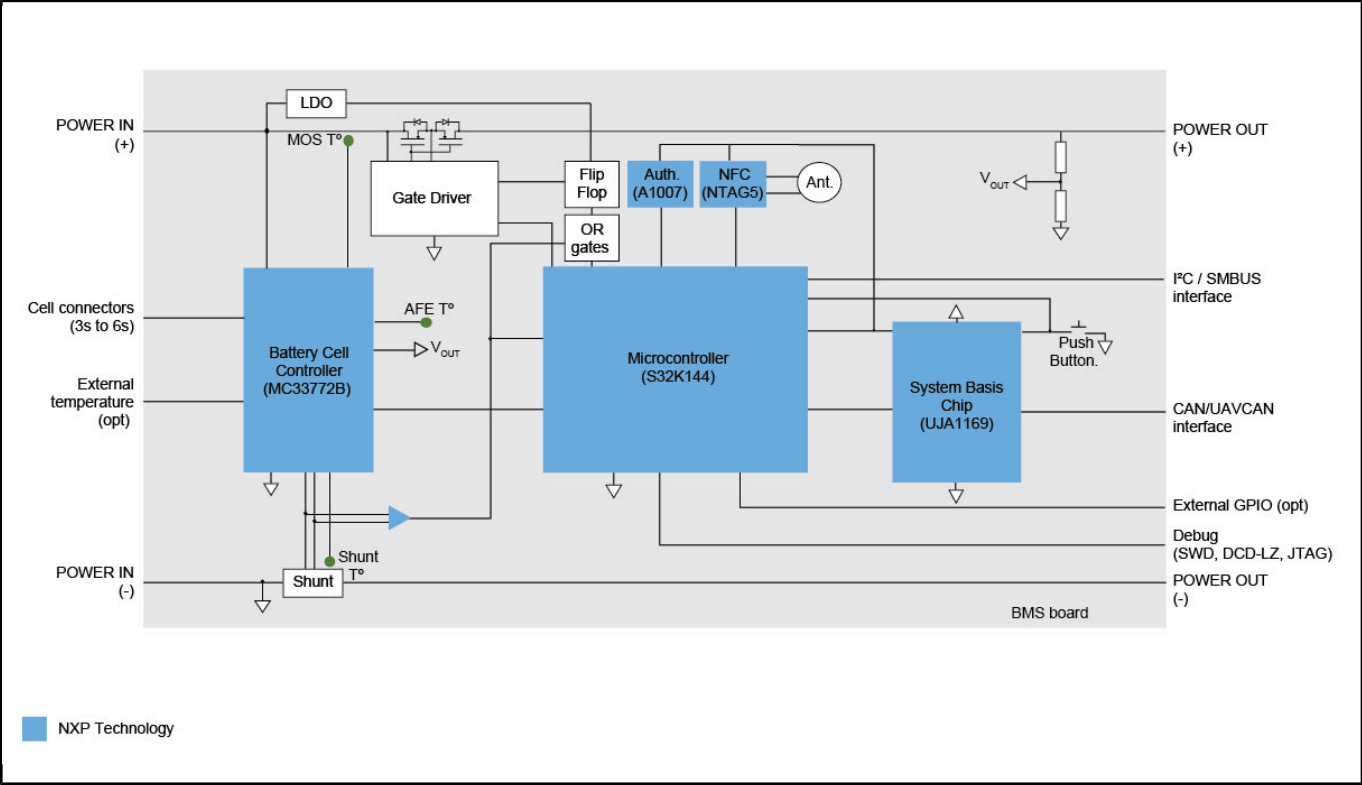 LDO
POWER IN
(+)
MOS Tº
POWER OUT
(+)
Gate Driver
Flip
Flop
Auth.
(A1007)
NFC
(NTAG5)
Ant.
VOUT
OR
gates
I²C / SMBUS
interface
Cell connectors
(3s to 6s)
AFE Tº
VOUT
Battery Cell
Controller
(MC33772B)
Microcontroller
(S32K144)
Push
Button.
External
temperature
(opt)
System Basis
Chip
(UJA1169)
CAN/UAVCAN
interface
External GPIO (opt)
Debug
(SWD, DCD-LZ, JTAG)
Shunt
Tº
POWER IN
(-)
Shunt
POWER OUT
(-)
BMS board
NXP Technology